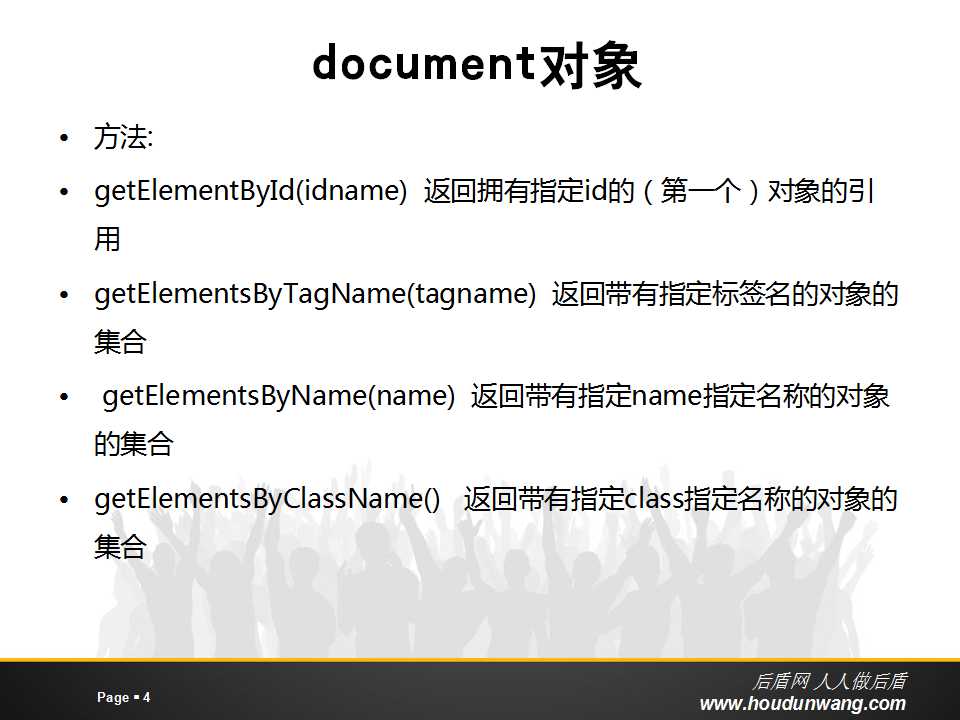 document对象
• 方法:
• getElementById(idname) 返回拥有指定id的（第一个）对象的引
用
• getElementsByTagName(tagname) 返回带有指定标签名的对象的
集合
• getElementsByName(name) 返回带有指定name指定名称的对象
的集合
• getElementsByClassName() 返回带有指定class指定名称的对象的
集合
Page ▪ 4
后盾网 人人做后盾
www.houdunwang.com